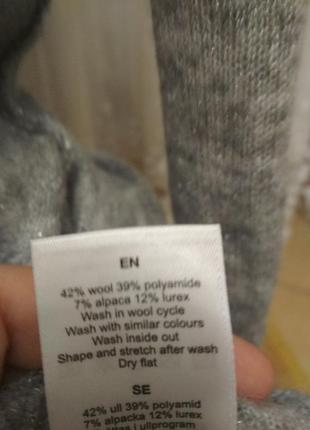 EN
42% wool 39% polyamide
7% alpaca 12% lurex
Wash in wool cycle
Wash with similar colours
Wash inside out
Shape and stretch after wash
Dry flat
SE
42% ull 39% polyamid
7% alpacka 12% lurex
i ullprogram